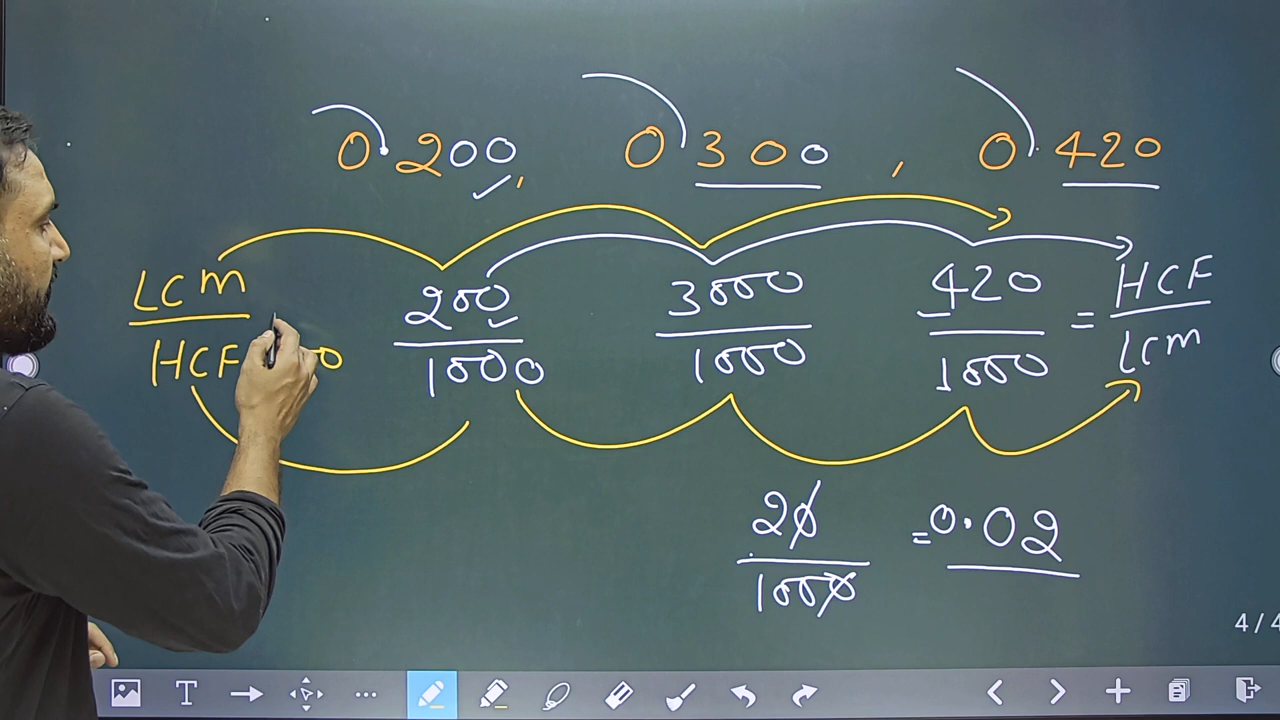 0.200, 0.300, 0.420
LCM 200 3000 420 = HCF
HCF 1000 1000 1000 LCM
20 = 0.02
1000
4/4
T